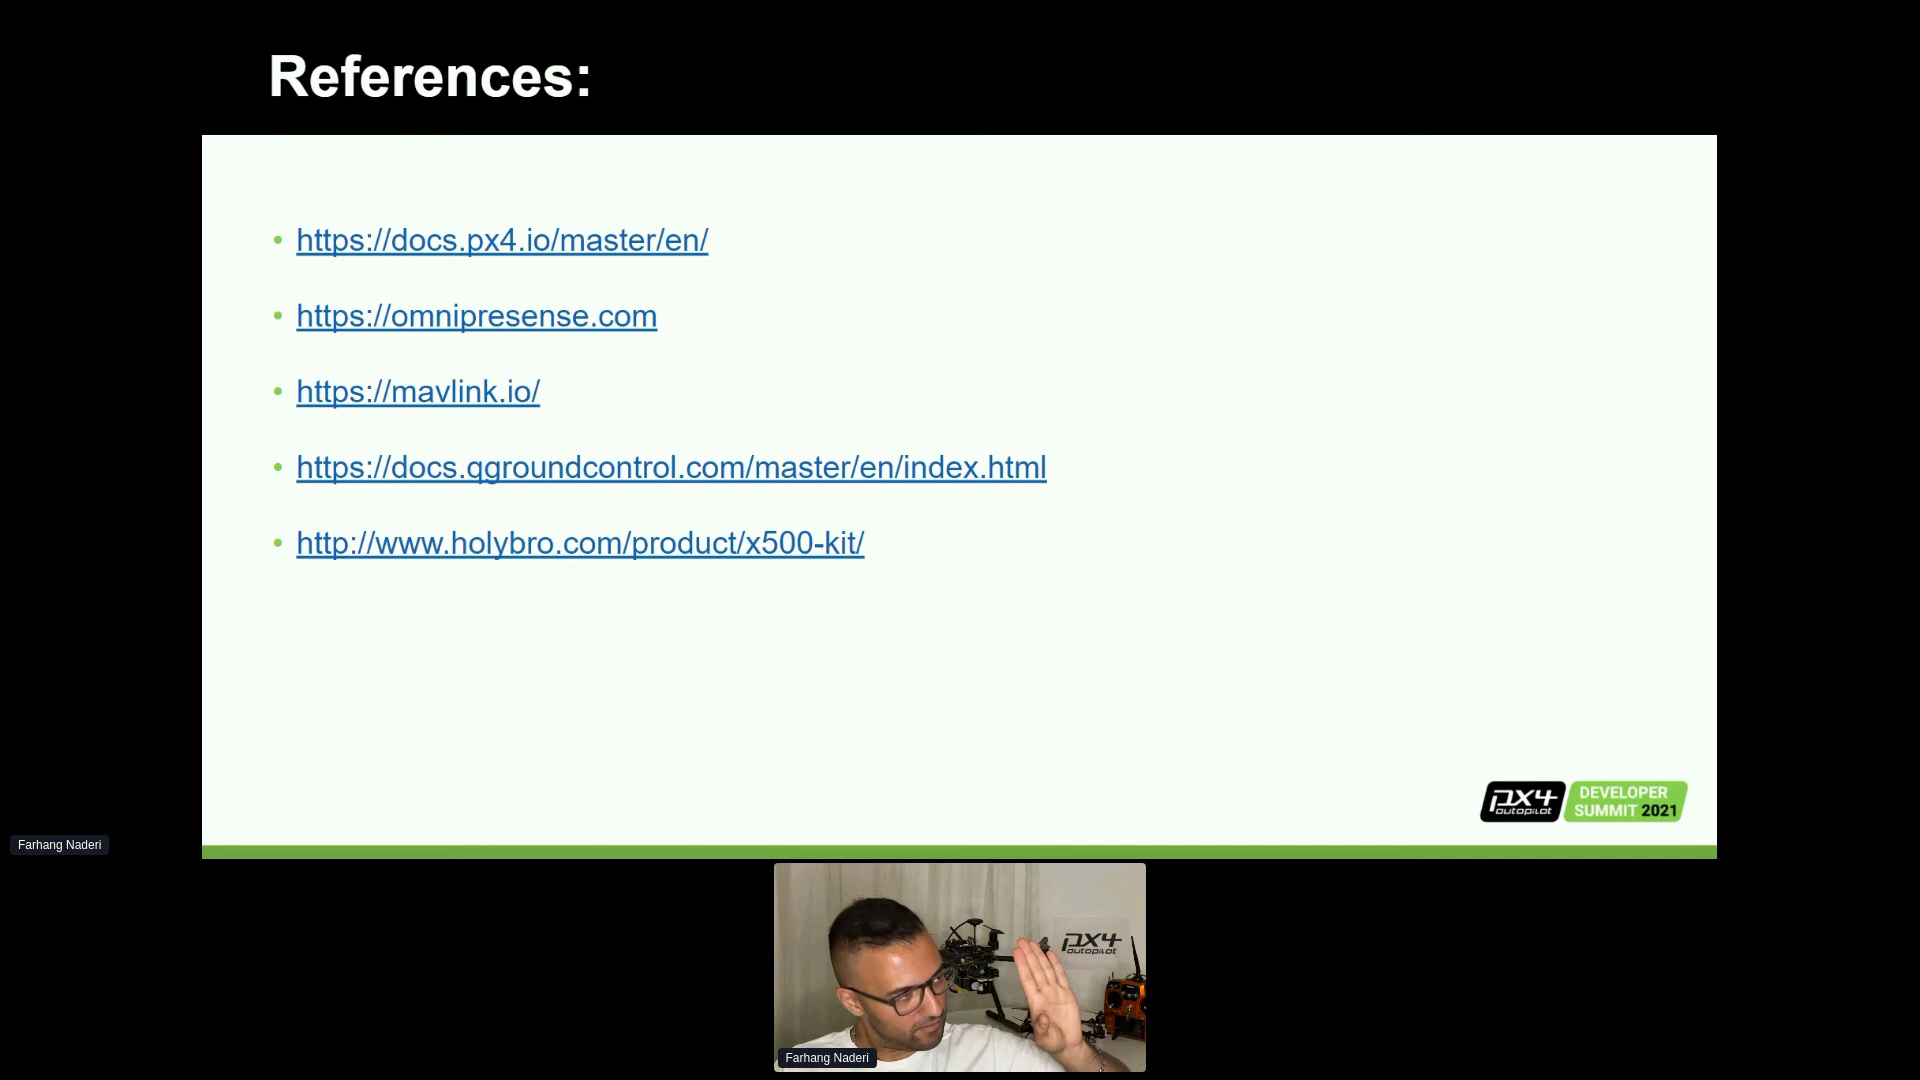 References:
https://docs.px4.io/master/en/
https://omnipresense.com
https://mavlink.io/
https://docs.qgroundcontrol.com/master/en/index.html
http://www.holybro.com/product/x500-kit/
px4
autopilot
DEVELOPER
SUMMIT 2021
Farhang Naderi
px4
autopilot
Farhang Naderi